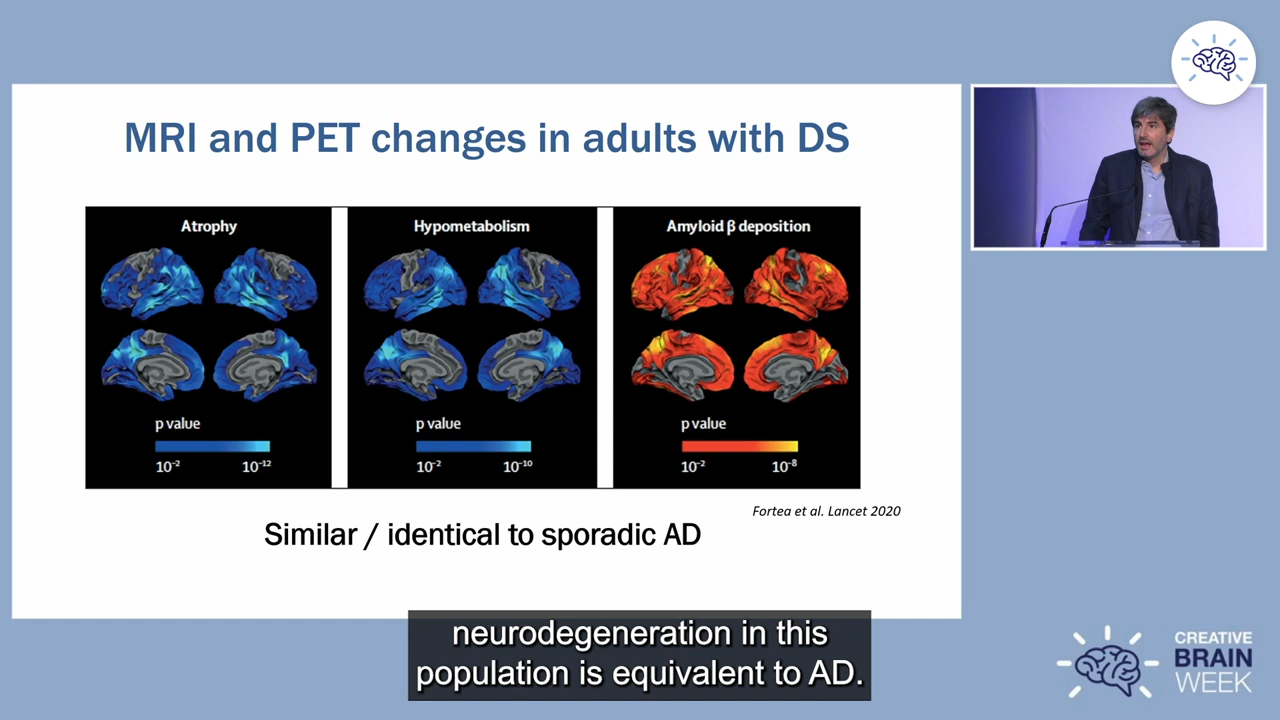 MRI and PET changes in adults with DS
Atrophy
Hypometabolism
Amyloid β deposition
p value
10⁻²
10⁻¹²
p value
10⁻²
10⁻¹⁰
p value
10⁻²
10⁻⁸
Fortea et al. Lancet 2020
Similar / identical to sporadic AD
neurodegeneration in this
population is equivalent to AD.
CREATIVE
BRAIN
WEEK